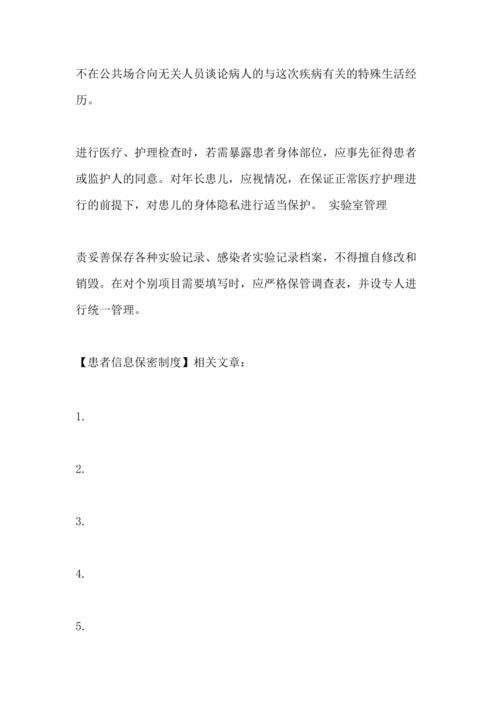 不在公共场合向无关人员谈论病人的与这次疾病有关的特殊生活经
历。
进行医疗、护理检查时，若需暴露患者身体部位，应事先征得患者
或监护人的同意。对年长患儿，应视情况，在保证正常医疗护理进
行的前提下，对患儿的身体隐私进行适当保护。 实验室管理
责妥善保存各种实验记录、感染者实验记录档案，不得擅自修改和
销毁。在对个别项目需要填写时，应严格保管调查表，并设专人进
行统一管理。
【患者信息保密制度】相关文章：
1.
2.
3.
4.
5.